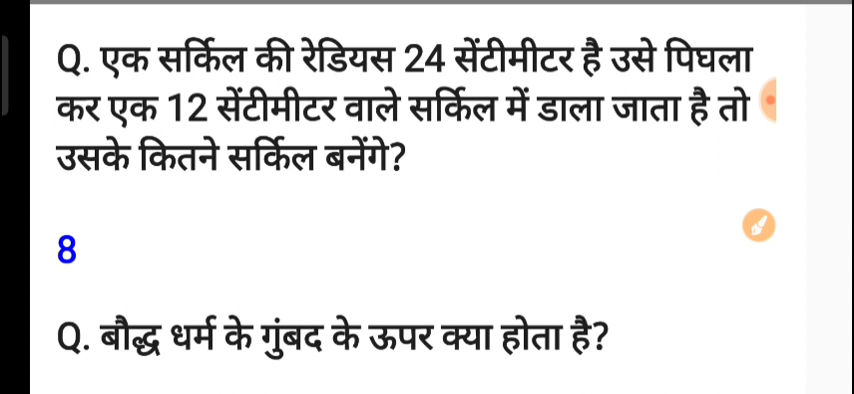 Q. एक सर्किल की रेडियस 24 सेंटीमीटर है उसे पिघला
कर एक 12 सेंटीमीटर वाले सर्किल में डाला जाता है तो
उसके कितने सर्किल बनेंगे?
8
Q. बौद्ध धर्म के गुंबद के ऊपर क्या होता है?